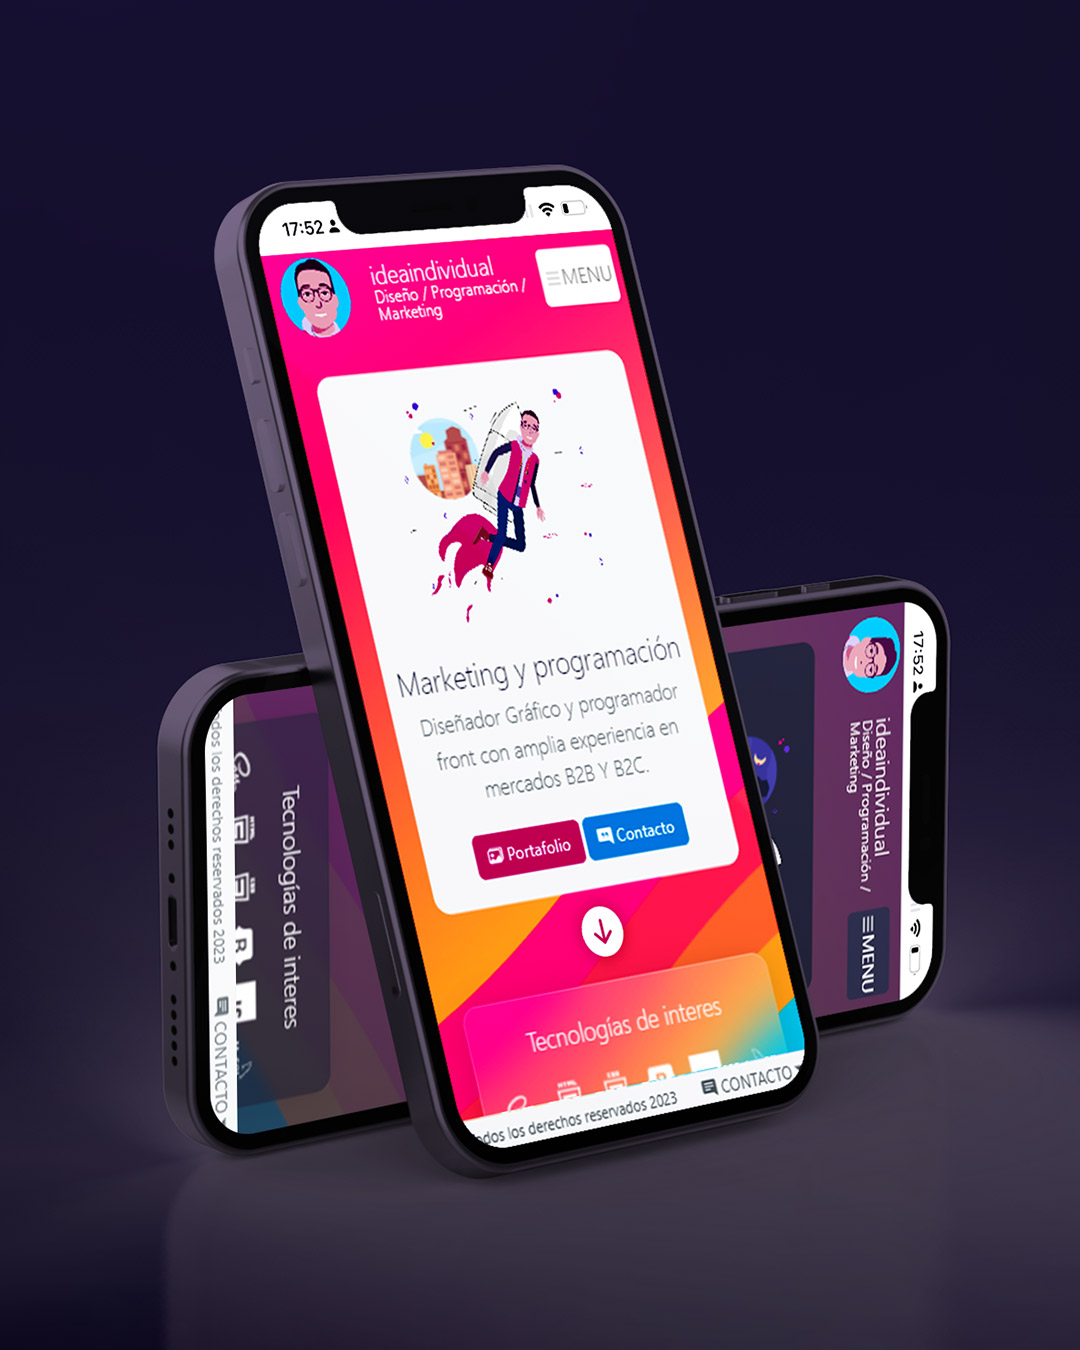 17:52
ideaindividual
Diseño / Programación /
Marketing
MENU
Marketing y programación
Diseñador Gráfico y programador
front con amplia experiencia en
mercados B2B Y B2C.
Portafolio
Contacto
Tecnologías de interes
HTML
CSS
los derechos reservados 2023
CONTACTO
Tecnologías de interes
los derechos reservados 2023
CONTACTO
17:52
ideaindividual
Diseño / Programación /
Marketing
MENU